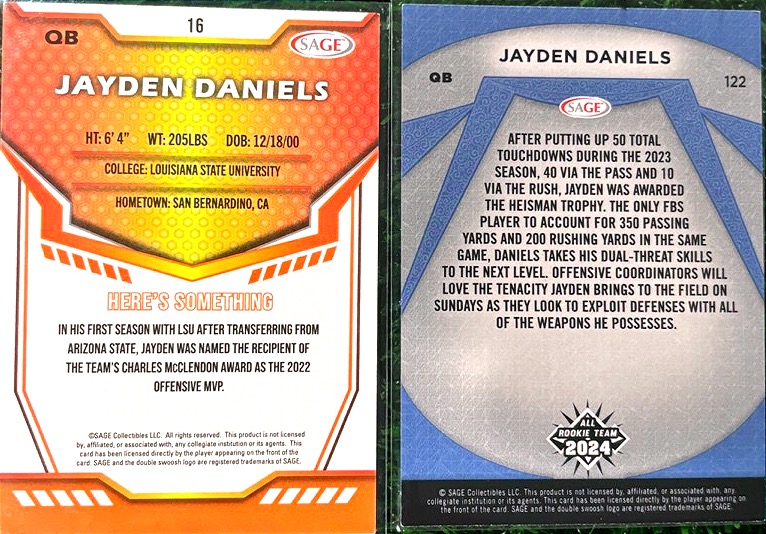 16
QB
SAGE
JAYDEN DANIELS
HT: 6' 4" WT: 205LBS DOB: 12/18/00
COLLEGE: LOUISIANA STATE UNIVERSITY
HOMETOWN: SAN BERNARDINO, CA
HERE'S SOMETHING
IN HIS FIRST SEASON WITH LSU AFTER TRANSFERRING FROM
ARIZONA STATE, JAYDEN WAS NAMED THE RECIPIENT OF
THE TEAM'S CHARLES McCLENDON AWARD AS THE 2022
OFFENSIVE MVP.
©SAGE Collectibles LLC. All rights reserved. This product is not licensed
by, affiliated, or associated with, any collegiate institution or its agents. This
card has been licensed directly by the player appearing on the front of the
card. SAGE and the double swoosh logo are registered trademarks of SAGE.
JAYDEN DANIELS
QB
122
SAGE
AFTER PUTTING UP 50 TOTAL
TOUCHDOWNS DURING THE 2023
SEASON, 40 VIA THE PASS AND 10
VIA THE RUSH, JAYDEN WAS AWARDED
THE HEISMAN TROPHY. THE ONLY FBS
PLAYER TO ACCOUNT FOR 350 PASSING
YARDS AND 200 RUSHING YARDS IN THE SAME
GAME, DANIELS TAKES HIS DUAL-THREAT SKILLS
TO THE NEXT LEVEL. OFFENSIVE COORDINATORS WILL
LOVE THE TENACITY JAYDEN BRINGS TO THE FIELD ON
SUNDAYS AS THEY LOOK TO EXPLOIT DEFENSES WITH ALL
OF THE WEAPONS HE POSSESSES.
ALL
ROOKIE TEAM
2024
© SAGE Collectibles LLC. This product is not licensed by, affiliated, or associated with, any
collegiate institution or its agents. This card has been licensed directly by the player appearing on
the front of the card. SAGE and the double swoosh logo are registered trademarks of SAGE.